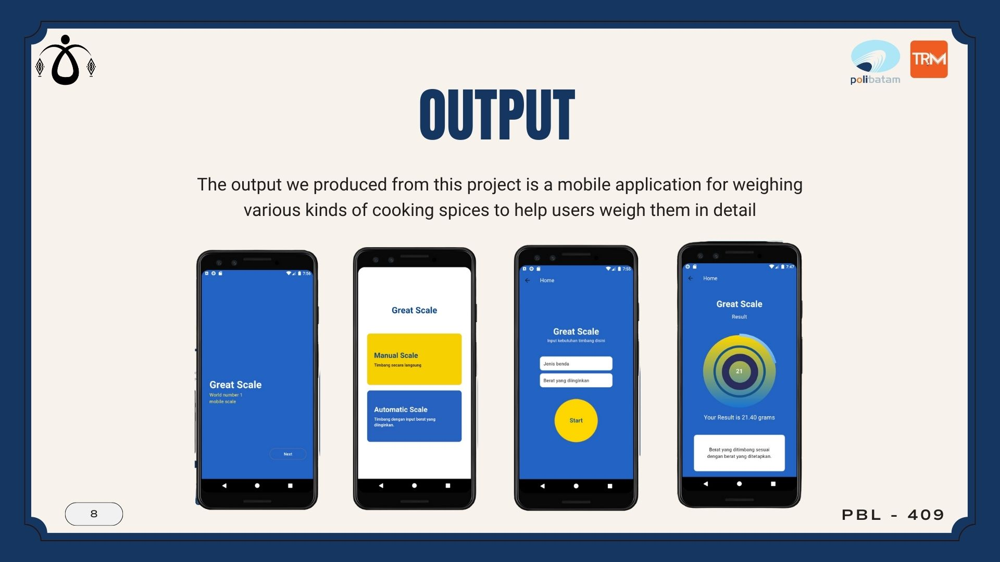 polibatam
TRM
OUTPUT
The output we produced from this project is a mobile application for weighing
various kinds of cooking spices to help users weigh them in detail
7:56
Great Scale
World number 1
mobile scale
Next
Great Scale
Manual Scale
Timbang secara langsung
Automatic Scale
Timbang dengan input berat yang
diinginkan.
7:55
Home
Great Scale
Input kebutuhan timbang disini
Jenis benda
Berat yang diinginkan
Start
7:47
Home
Great Scale
Result
21
Your Result is 21.40 grams
Berat yang ditimbang sesuai
dengan berat yang ditetapkan.
8
PBL - 409